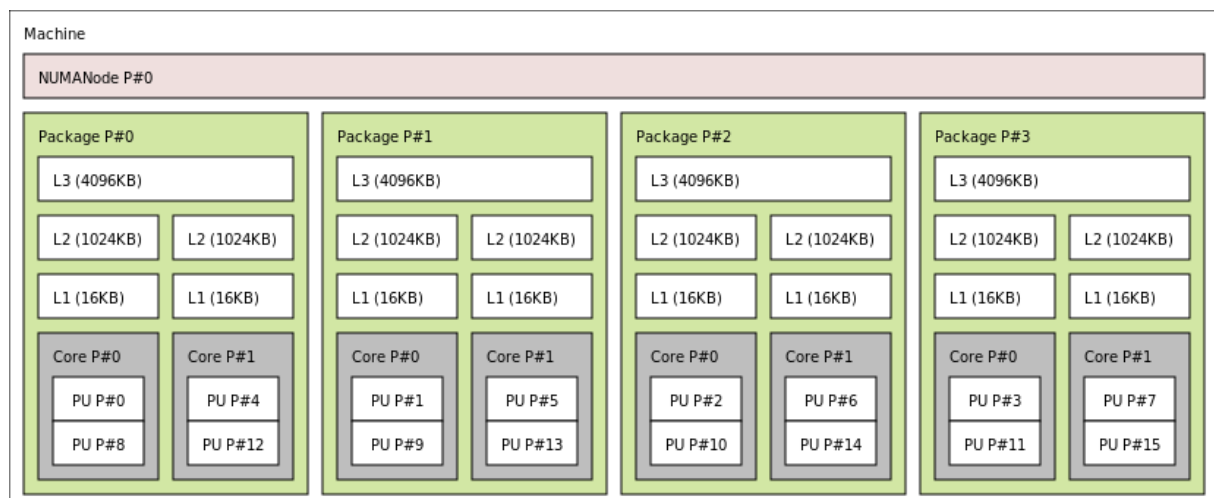 Machine
NUMANode P#0
Package P#0 Package P#1 Package P#2 Package P#3
L3 (4096KB) L3 (4096KB) L3 (4096KB) L3 (4096KB)
L2 (1024KB) L2 (1024KB) L2 (1024KB) L2 (1024KB) L2 (1024KB) L2 (1024KB) L2 (1024KB) L2 (1024KB)
L1 (16KB) L1 (16KB) L1 (16KB) L1 (16KB) L1 (16KB) L1 (16KB) L1 (16KB) L1 (16KB)
Core P#0 Core P#1 Core P#0 Core P#1 Core P#0 Core P#1 Core P#0 Core P#1
PU P#0 PU P#4 PU P#1 PU P#5 PU P#2 PU P#6 PU P#3 PU P#7
PU P#8 PU P#12 PU P#9 PU P#13 PU P#10 PU P#14 PU P#11 PU P#15